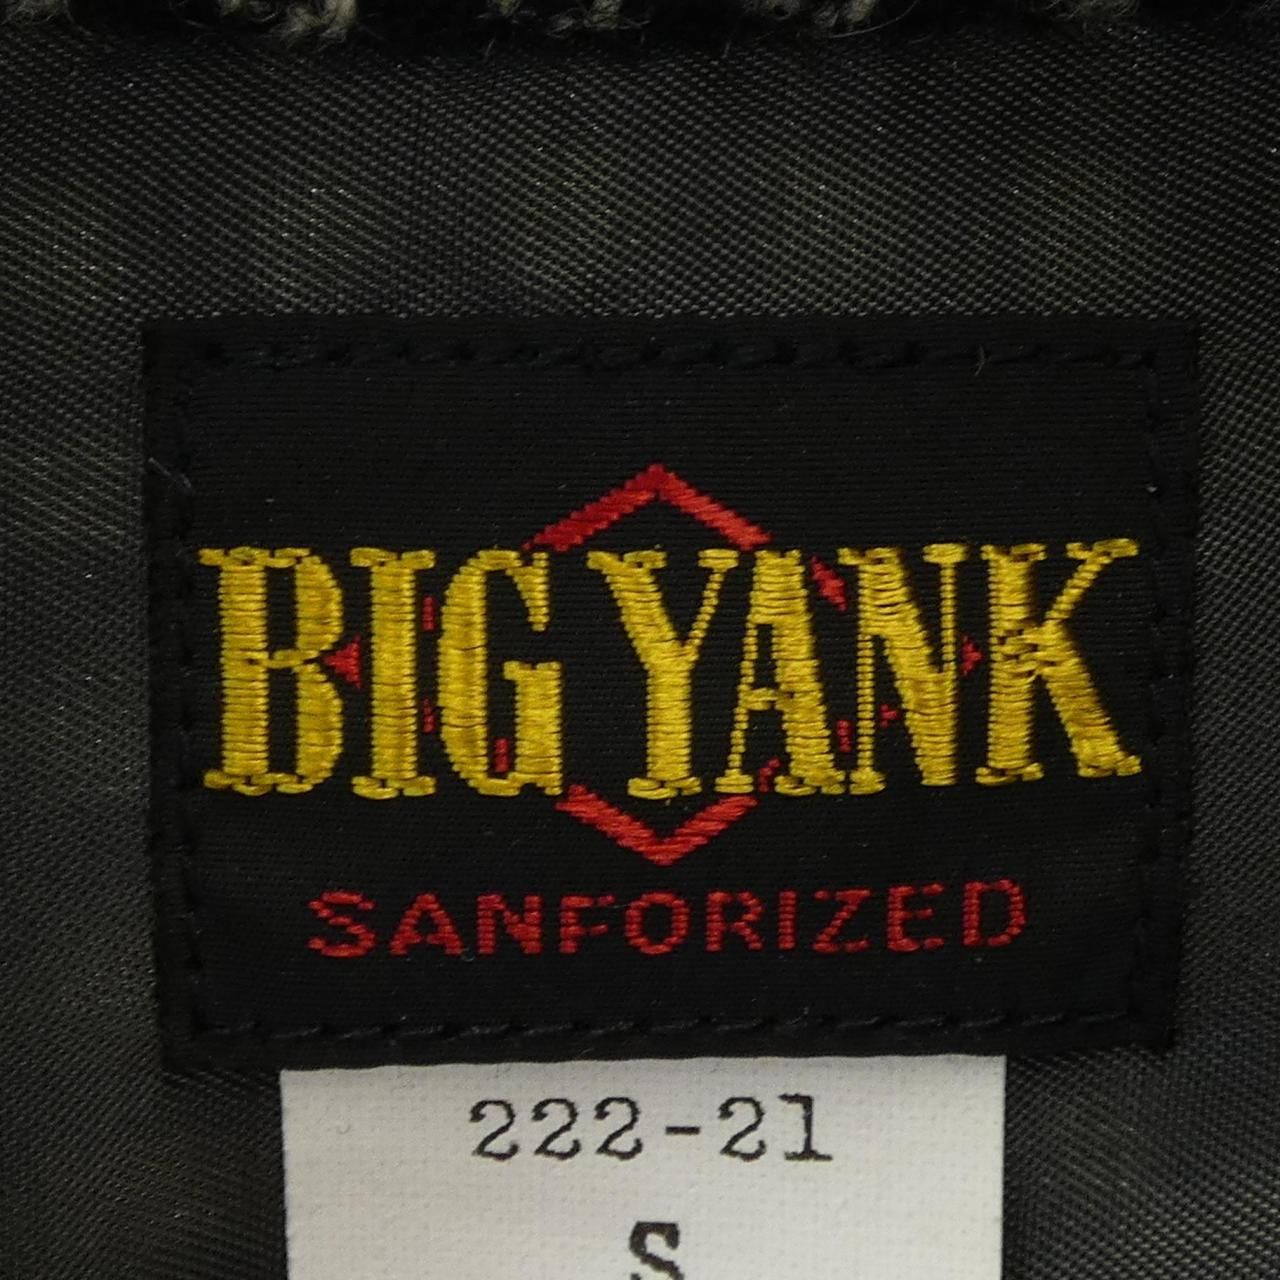 BIG YANK
SANFORIZED
222-21
S